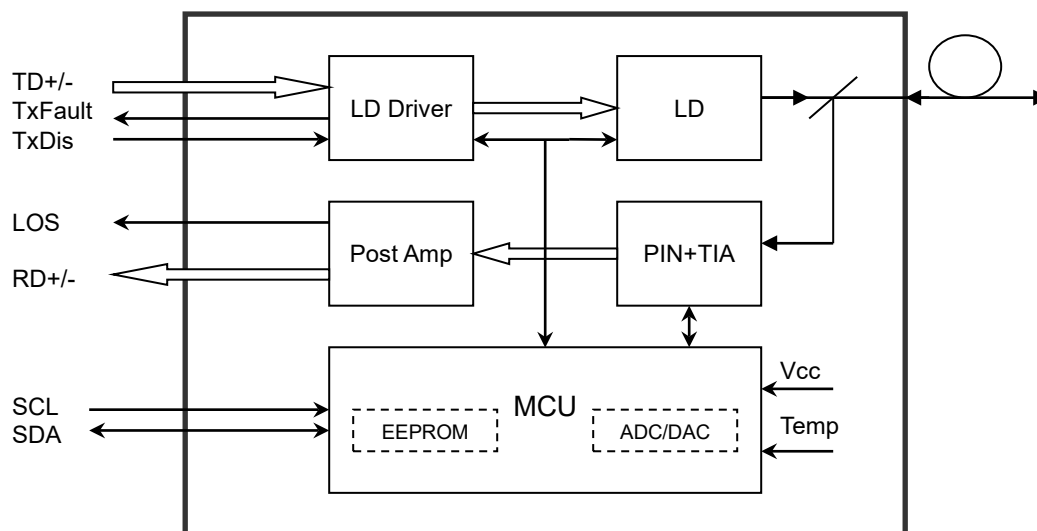 TD+/-
TxFault
TxDis
LD Driver
LD
LOS
RD+/-
Post Amp
PIN+TIA
SCL
SDA
MCU
EEPROM
ADC/DAC
Vcc
Temp